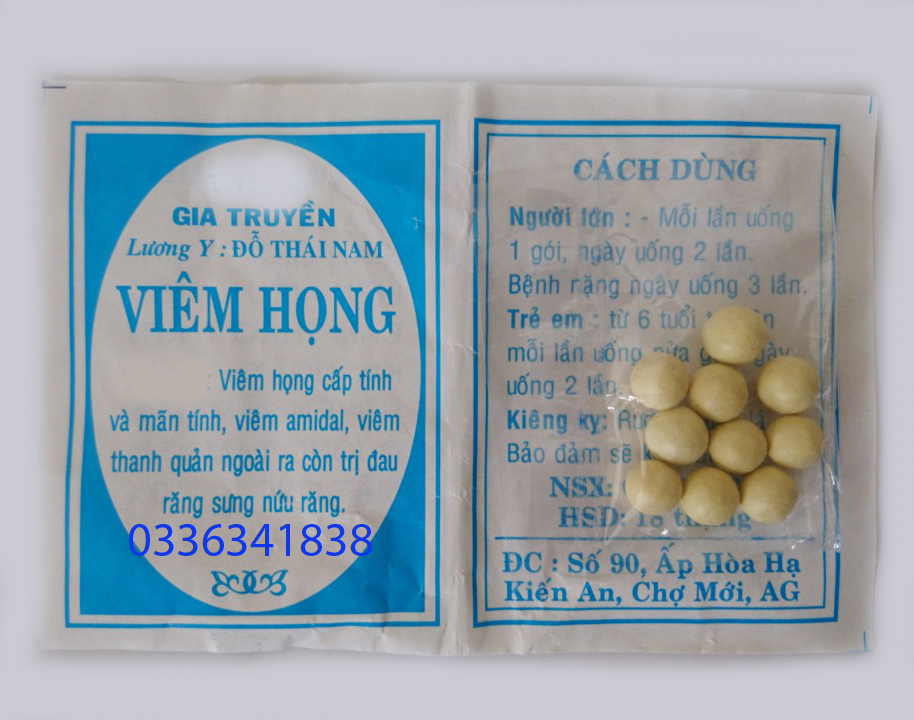 GIA TRUYỀN
Lương Y : ĐỖ THÁI NAM
VIÊM HỌNG
: Viêm họng cấp tính
và mãn tính, viêm amidal, viêm
thanh quản ngoài ra còn trị đau
răng sưng nứu răng.
0336341838
CÁCH DÙNG
Người lớn : - Mỗi lần uống
1 gói, ngày uống 2 lần.
Bệnh rặng ngày uống 3 lần.
Trẻ em : từ 6 tuổi
mỗi lần uống nửa
uống 2 lần
Kiêng kỵ:
Bảo đảm sẽ
NSX:
HSD: 18 tháng
ĐC : Số 90, Ấp Hòa Hạ
Kiến An, Chợ Mới, AG